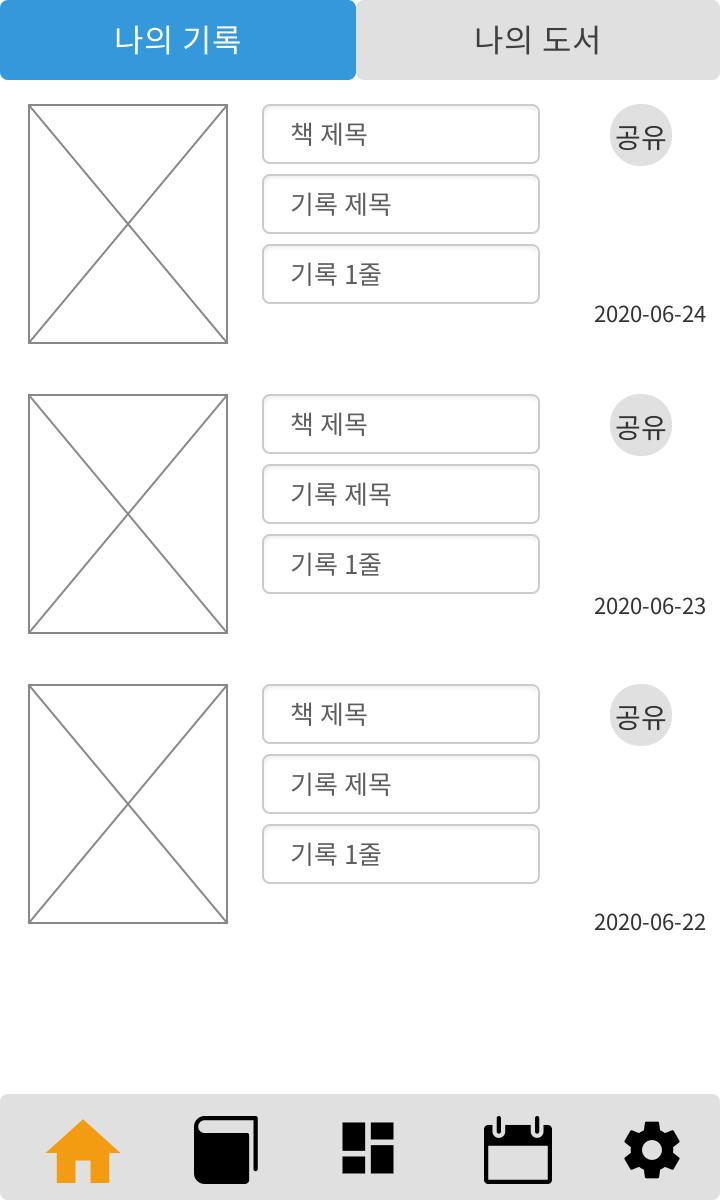 나의 기록
나의 도서
책 제목
공유
기록 제목
기록 1줄
2020-06-24
책 제목
공유
기록 제목
기록 1줄
2020-06-23
책 제목
공유
기록 제목
기록 1줄
2020-06-22